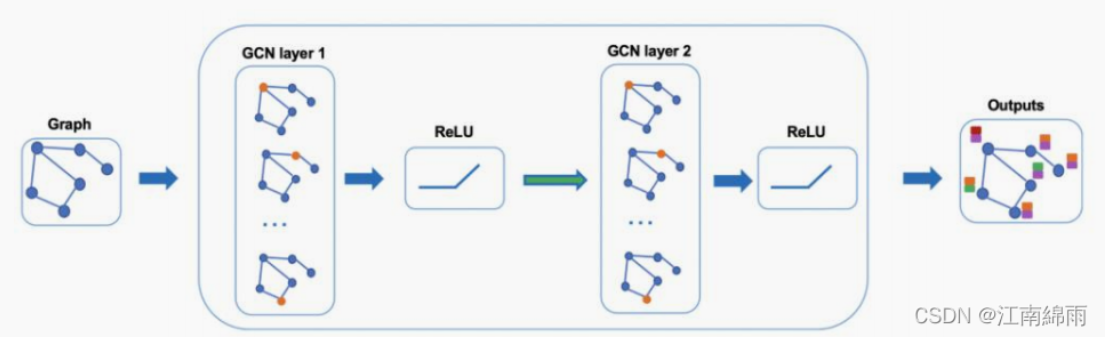 Graph
GCN layer 1
...
ReLU
GCN layer 2
...
ReLU
Outputs
CSDN @江南綿雨